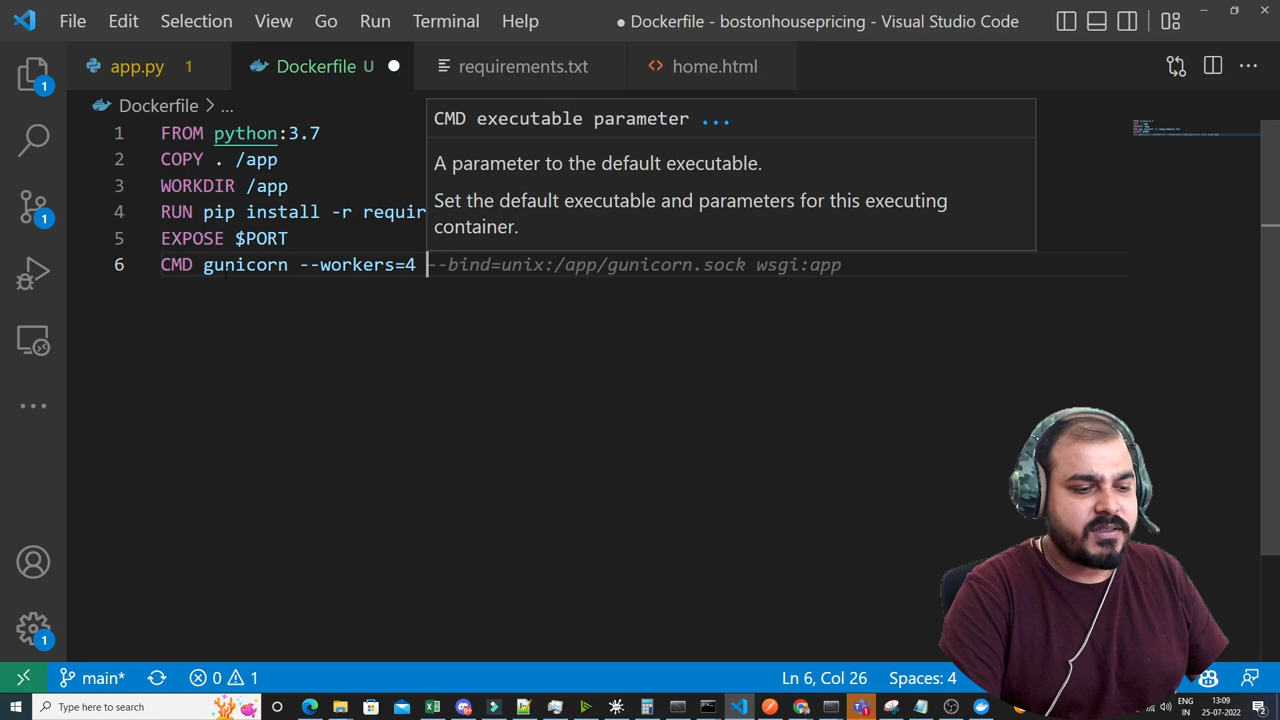 File Edit Selection View Go Run Terminal Help ● Dockerfile - bostonhousepricing - Visual Studio Code
app.py 1 Dockerfile U requirements.txt home.html
Dockerfile > ...
1 FROM python:3.7
2 COPY . /app
3 WORKDIR /app
4 RUN pip install -r requir
5 EXPOSE $PORT
6 CMD gunicorn --workers=4 --bind=unix:/app/gunicorn.sock wsgi:app
CMD executable parameter ...
A parameter to the default executable.
Set the default executable and parameters for this executing
container.
1
1
1
main* 0 1 Ln 6, Col 26 Spaces: 4
Type here to search
ENG
IN
13:09
25-07-2022